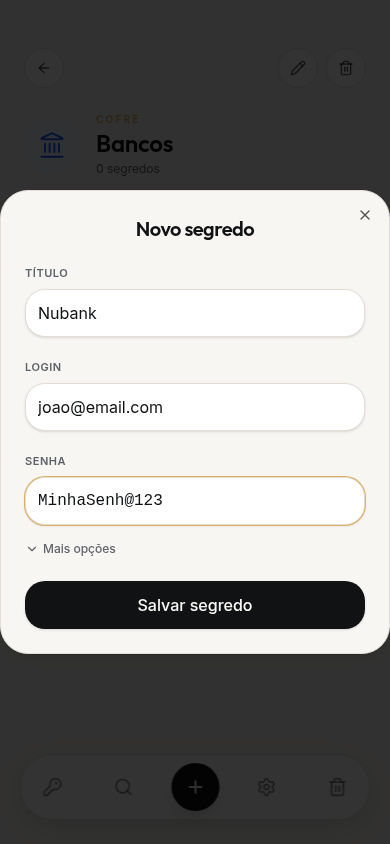 COFRE
Bancos
0 segredos
Novo segredo
TÍTULO
Nubank
LOGIN
joao@email.com
SENHA
MinhaSenh@123
Mais opções
Salvar segredo